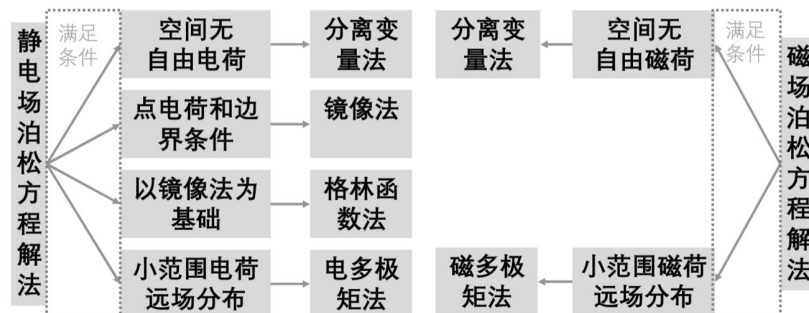 静电场泊松方程解法
满足
条件
空间无
自由电荷
分离变
量法
点电荷和边
界条件
镜像法
以镜像法为
基础
格林函
数法
小范围电荷
远场分布
电多极
矩法
分离变
量法
空间无
自由磁荷
磁多极
矩法
小范围磁荷
远场分布
满足
条件
磁场泊松方程解法